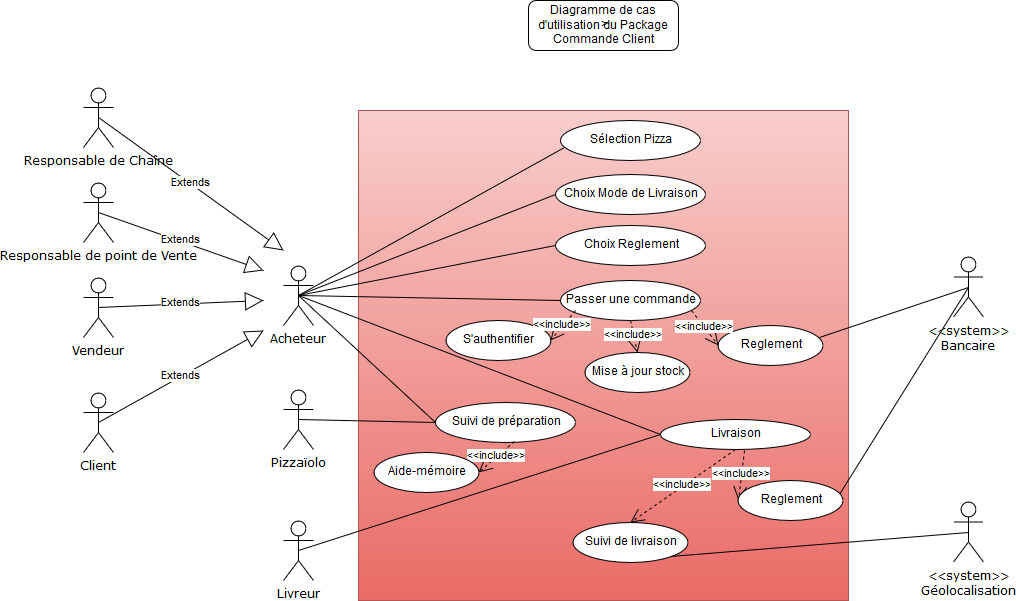 Diagramme de cas
d'utilisation du Package
Commande Client
Responsable de Chaîne
Extends
Responsable de point de Vente
Extends
Vendeur
Extends
Client
Extends
Acheteur
Pizzaïolo
Livreur
Sélection Pizza
Choix Mode de Livraison
Choix Reglement
Passer une commande
<<include>>
<<include>>
<<include>>
S'authentifier
Mise à jour stock
Reglement
Suivi de préparation
<<include>>
Aide-mémoire
Livraison
<<include>>
<<include>>
Reglement
Suivi de livraison
<<system>>
Bancaire
<<system>>
Géolocalisation